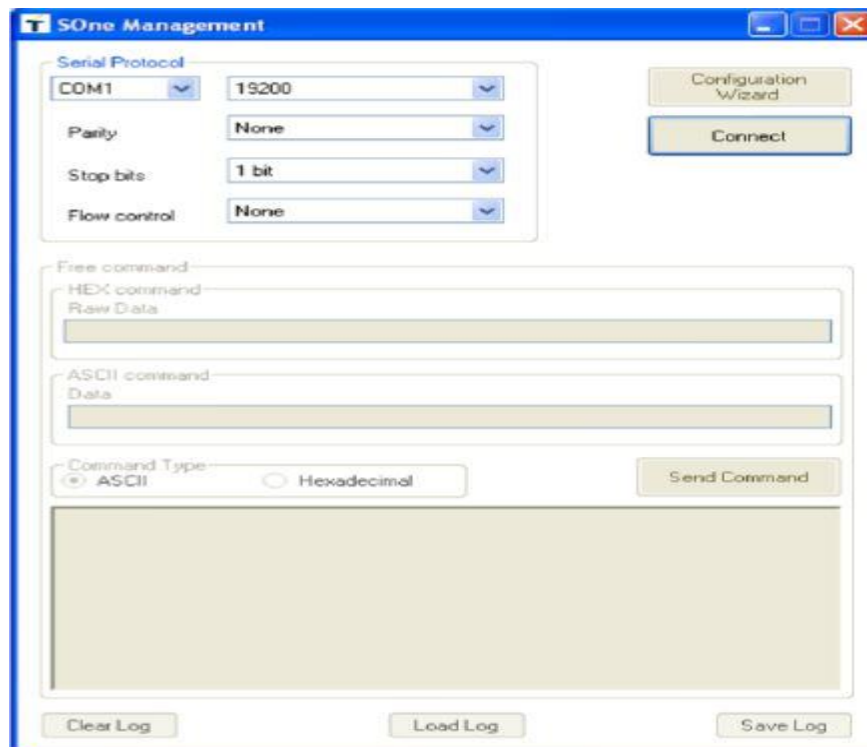 T SOne Management
Serial Protocol
COM1 19200
Parity None
Stop bits 1 bit
Flow control None
Configuration
Wizard
Connect
Free command
HEX command
Raw Data
ASCII command
Data
Command Type
ASCII Hexadecimal
Send Command
Clear Log Load Log Save Log